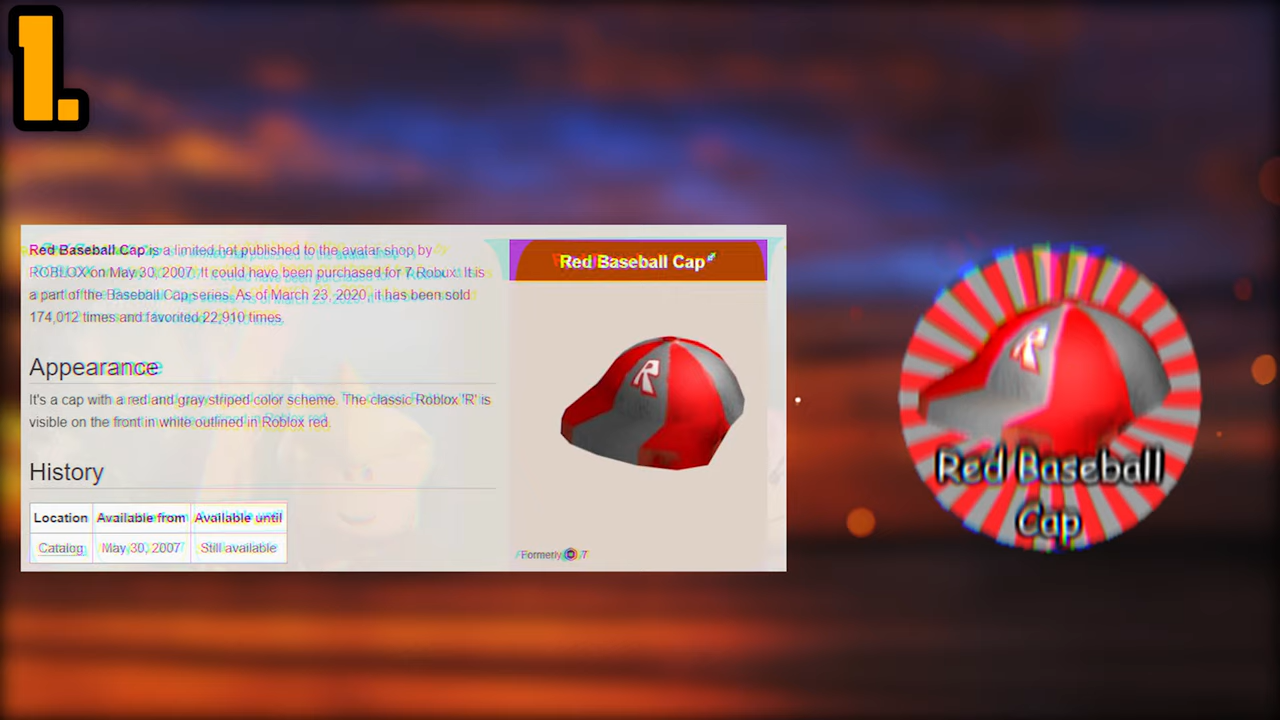 1.
Red Baseball Cap is a limited hat published to the avatar shop by
ROBLOX on May 30, 2007. It could have been purchased for 7 Robux. It is
a part of the Baseball Cap series. As of March 23, 2020, it has been sold
174,012 times and favorited 22,910 times.
Appearance
It's a cap with a red and gray striped color scheme. The classic Roblox 'R' is
visible on the front in white outlined in Roblox red.
History
Location Available from Available until
Catalog May 30, 2007 Still available
Red Baseball Cap
R
Formerly 7
R
Red Baseball
Cap